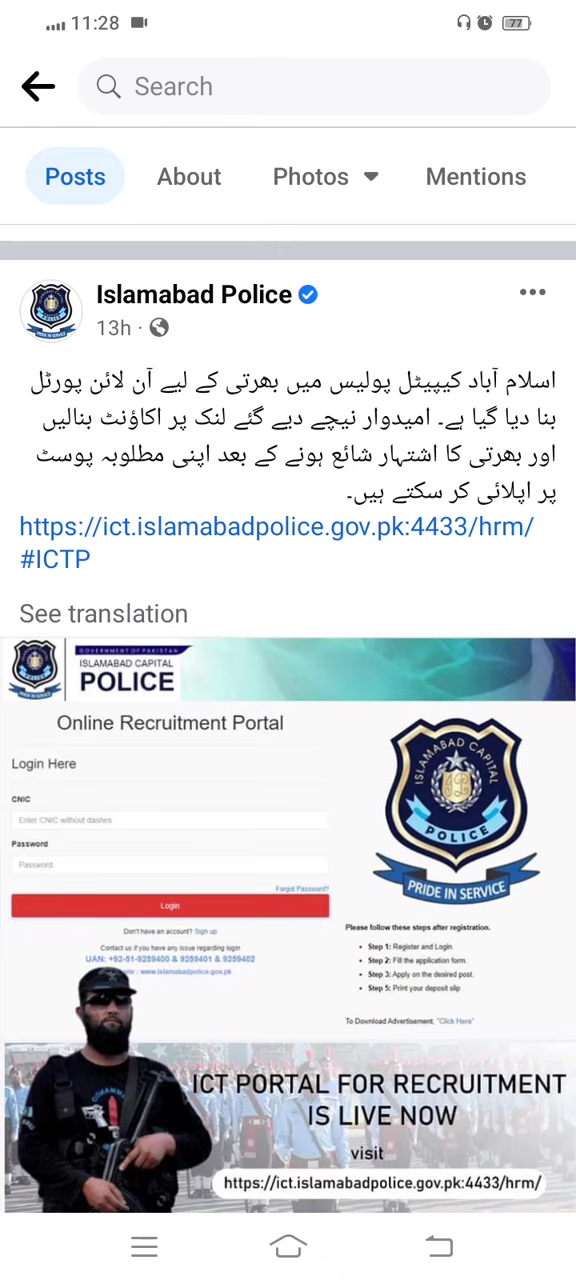 11:28
77
Search
Posts
About
Photos
Mentions
Islamabad Police
13h ·
اسلام آباد کیپیٹل پولیس میں بھرتی کے لیے آن لائن پورٹل
بنا دیا گیا ہے۔ امیدوار نیچے دیے گئے لنک پر اکاؤنٹ بنالیں
اور بھرتی کا اشتہار شائع ہونے کے بعد اپنی مطلوبہ پوسٹ
پر اپلائی کر سکتے ہیں۔
https://ict.islamabadpolice.gov.pk:4433/hrm/
#ICTP
See translation
GOVERNMENT OF PAKISTAN
ISLAMABAD CAPITAL
POLICE
PRIDE IN SERVICE
Online Recruitment Portal
Login Here
CNIC
Enter CNIC without dashes
Password
Password
Forgot Password?
Login
Don't have an account? Sign up
Contact us if you have any issue regarding login
UAN: +92-51-9259400 & 9259401 & 9259402
: www.islamabadpolice.gov.pk
ISLAMABAD CAPITAL
POLICE
PRIDE IN SERVICE
Please follow these steps after registration.
• Step 1: Register and Login.
• Step 2: Fill the application form.
• Step 3: Apply on the desired post.
• Step 5: Print your deposit slip
To Download Advertisement, "Click Here"
ICT PORTAL FOR RECRUITMENT
IS LIVE NOW
visit
https://ict.islamabadpolice.gov.pk:4433/hrm/